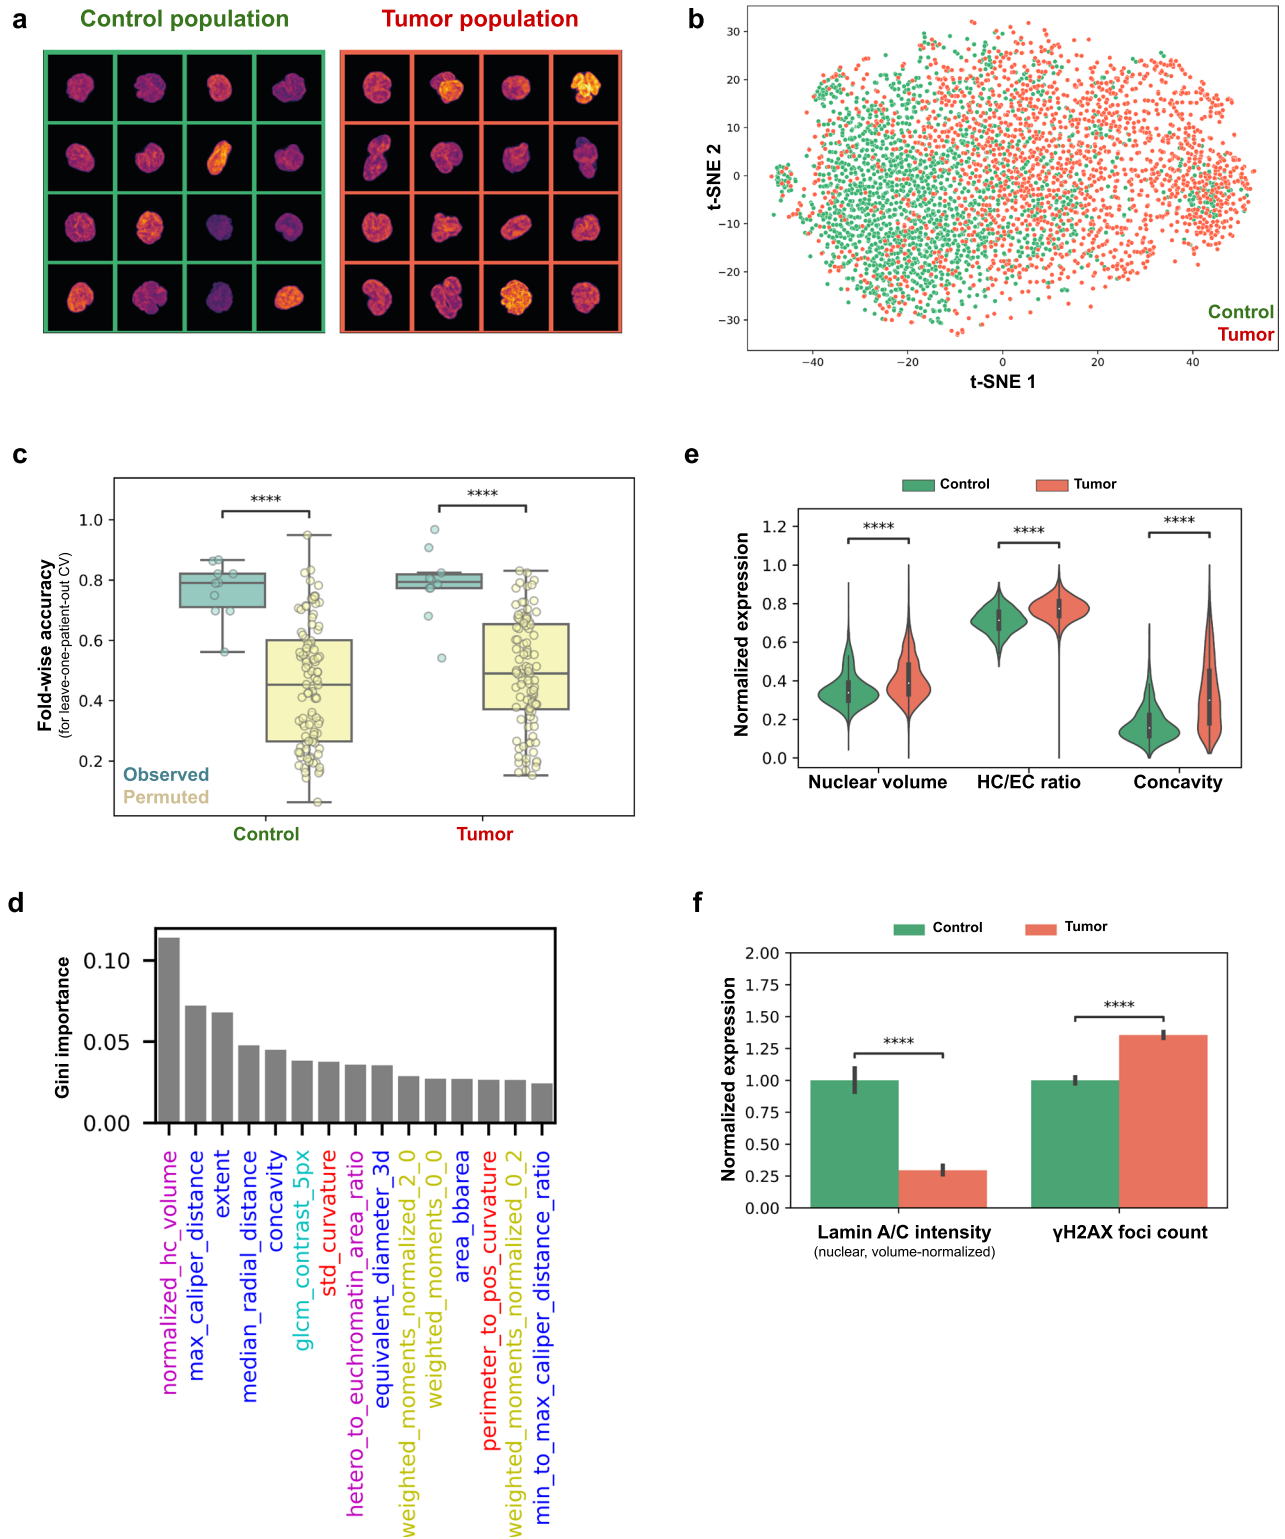 a
Control population
Tumor population
b
30
20
10
0
−10
−20
−30
t-SNE 2
−40
−20
0
20
40
t-SNE 1
Control
Tumor
c
1.0
0.8
0.6
0.4
0.2
Fold-wise accuracy
(for leave-one-patient-out CV)
****
****
Observed
Permuted
Control
Tumor
e
Control
Tumor
1.2
1.0
0.8
0.6
0.4
0.2
0.0
Normalized expression
****
****
****
Nuclear volume
HC/EC ratio
Concavity
d
0.10
0.05
0.00
Gini importance
normalized_hc_volume
max_caliper_distance
extent
median_radial_distance
concavity
glcm_contrast_5px
std_curvature
hetero_to_euchromatin_area_ratio
equivalent_diameter_3d
weighted_moments_normalized_2_0
weighted_moments_0_0
area_bbarea
perimeter_to_pos_curvature
weighted_moments_normalized_0_2
min_to_max_caliper_distance_ratio
f
Control
Tumor
2.00
1.75
1.50
1.25
1.00
0.75
0.50
0.25
0.00
Normalized expression
****
****
Lamin A/C intensity
(nuclear, volume-normalized)
γH2AX foci count